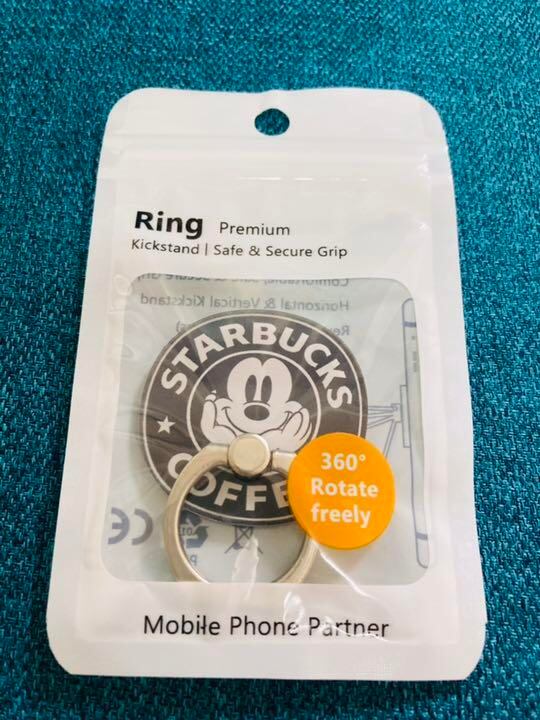 Ring Premium
Kickstand | Safe & Secure Grip
Horizontal & Vertical Kickstand
STARBUCKS
COFFEE
360°
Rotate
freely
CE
Mobile Phone Partner